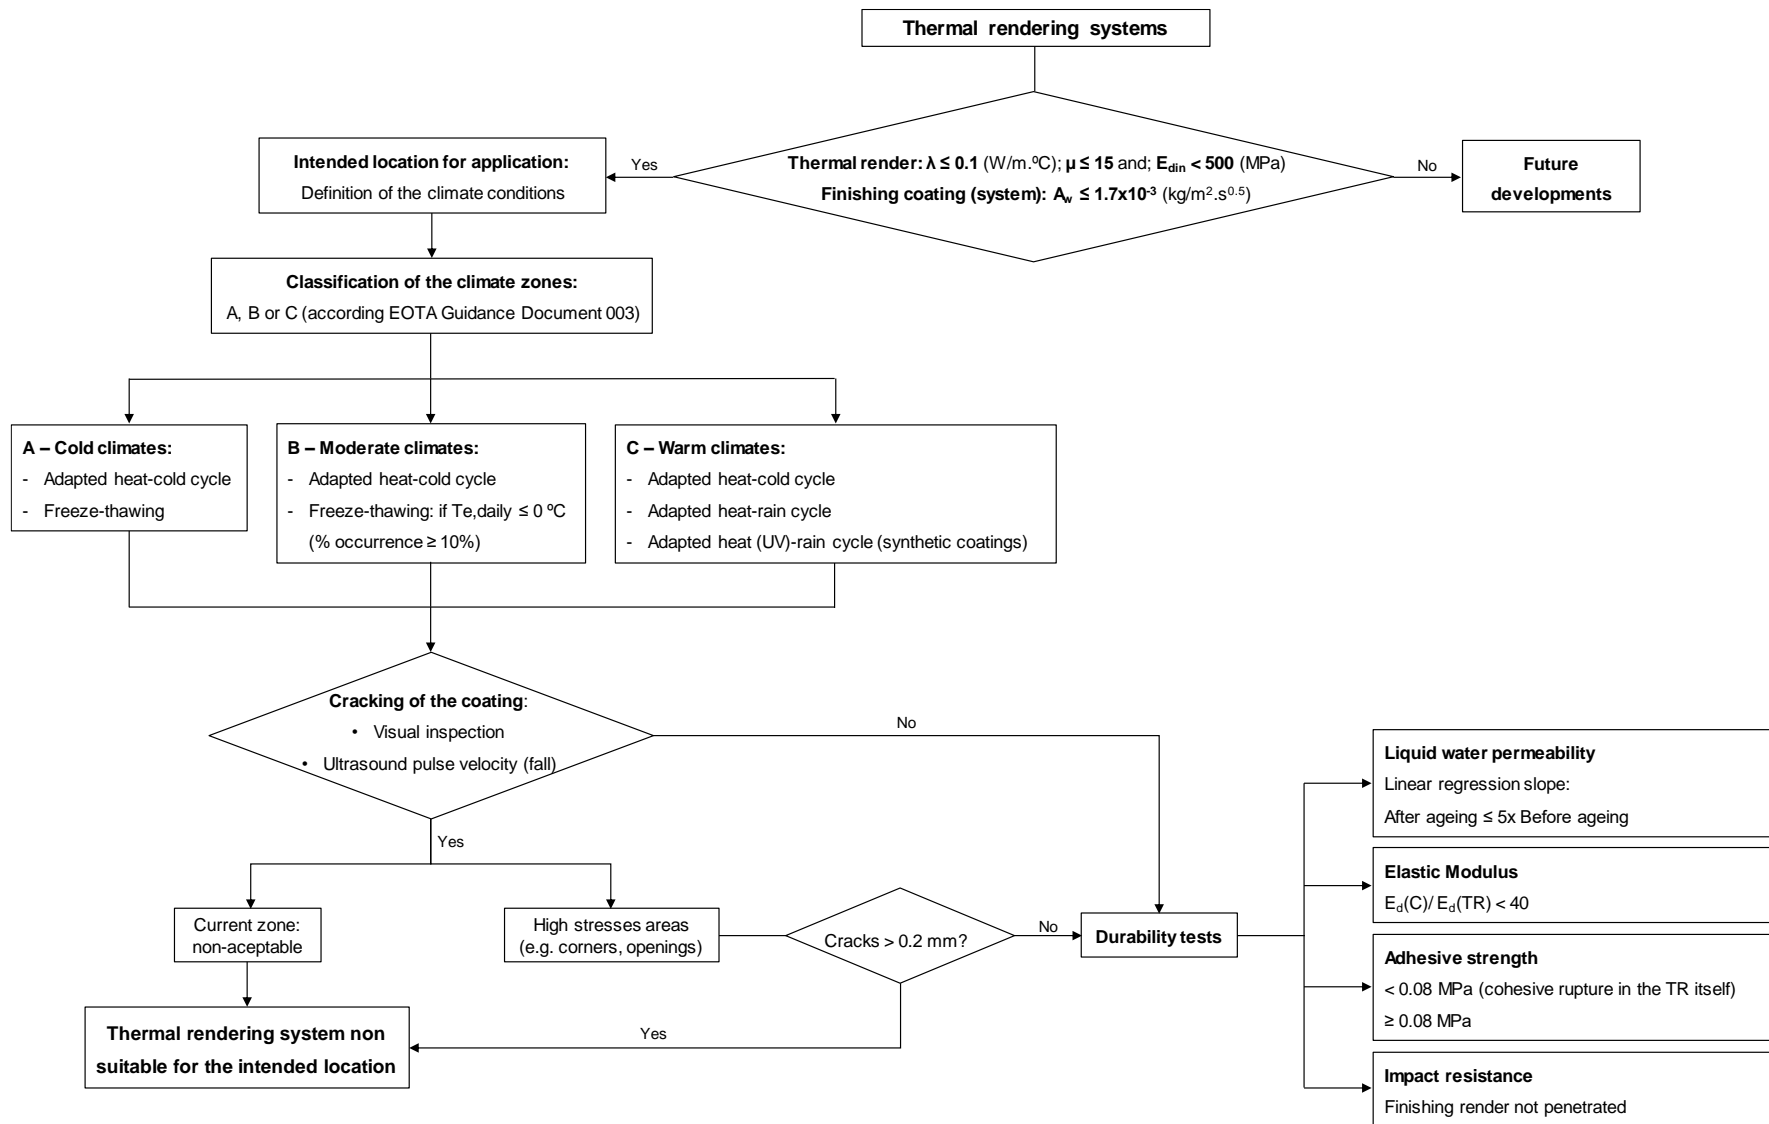 Thermal rendering systems
Thermal render: λ ≤ 0.1 (W/m.ºC); µ ≤ 15 and; E_din < 500 (MPa)
Finishing coating (system): A_w ≤ 1.7x10⁻³ (kg/m².s⁰·⁵)
Yes
No
Future
developments
Intended location for application:
Definition of the climate conditions
Classification of the climate zones:
A, B or C (according EOTA Guidance Document 003)
A – Cold climates:
- Adapted heat-cold cycle
- Freeze-thawing
B – Moderate climates:
- Adapted heat-cold cycle
- Freeze-thawing: if Te,daily ≤ 0 ºC
(% occurrence ≥ 10%)
C – Warm climates:
- Adapted heat-cold cycle
- Adapted heat-rain cycle
- Adapted heat (UV)-rain cycle (synthetic coatings)
Cracking of the coating:
• Visual inspection
• Ultrasound pulse velocity (fall)
No
Yes
Current zone:
non-aceptable
High stresses areas
(e.g. corners, openings)
Cracks > 0.2 mm?
No
Yes
Thermal rendering system non
suitable for the intended location
Durability tests
Liquid water permeability
Linear regression slope:
After ageing ≤ 5x Before ageing
Elastic Modulus
E_d(C)/ E_d(TR) < 40
Adhesive strength
< 0.08 MPa (cohesive rupture in the TR itself)
≥ 0.08 MPa
Impact resistance
Finishing render not penetrated